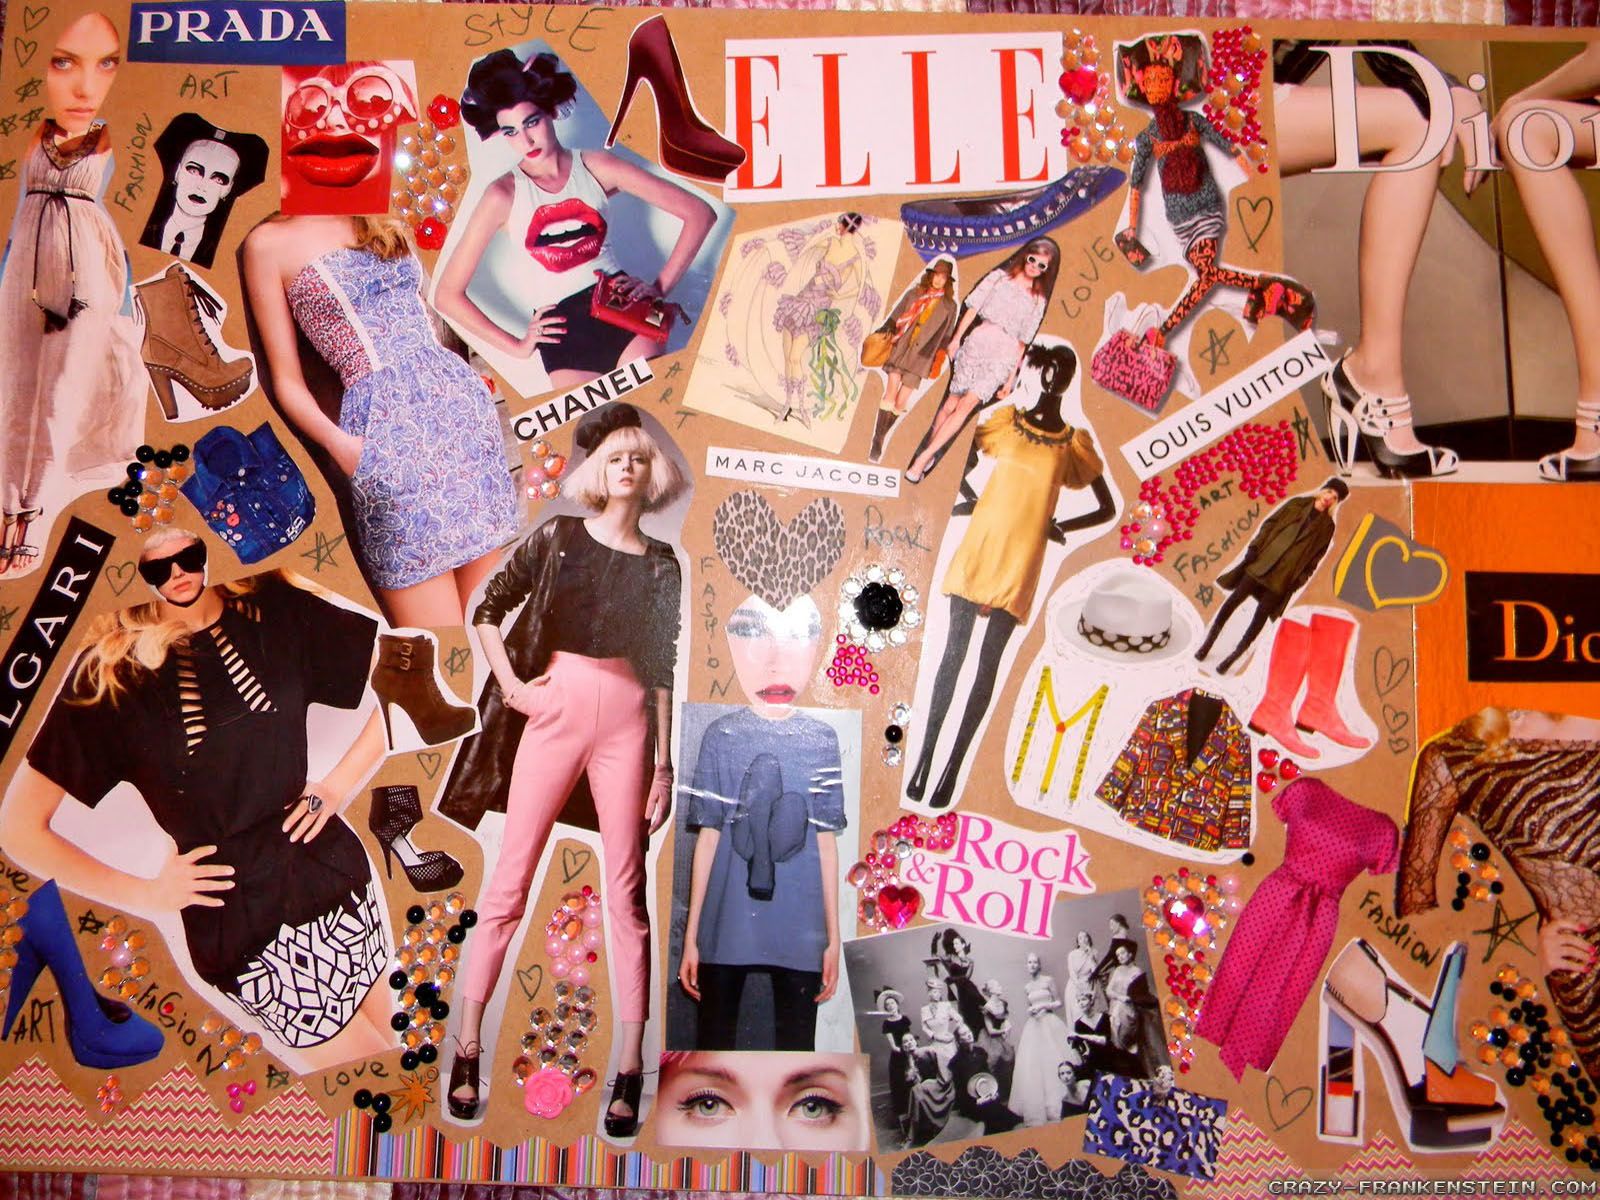 PRADA
STYLE
ELLE
Dior
ART
FASHION
LOVE
CHANEL
ART
LOUIS VUITTON
MARC JACOBS
ROCK
ART
FASHION
LGARI
FASHION
Dio
Rock
& Roll
FASHION
love
ART
FASHION
Love
CRAZY-FRANKENSTEIN.COM